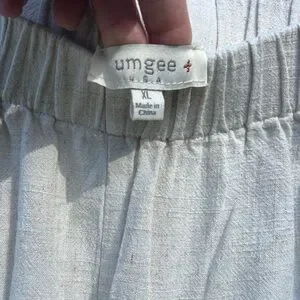 umgee +
U.S.A
XL
Made in
China